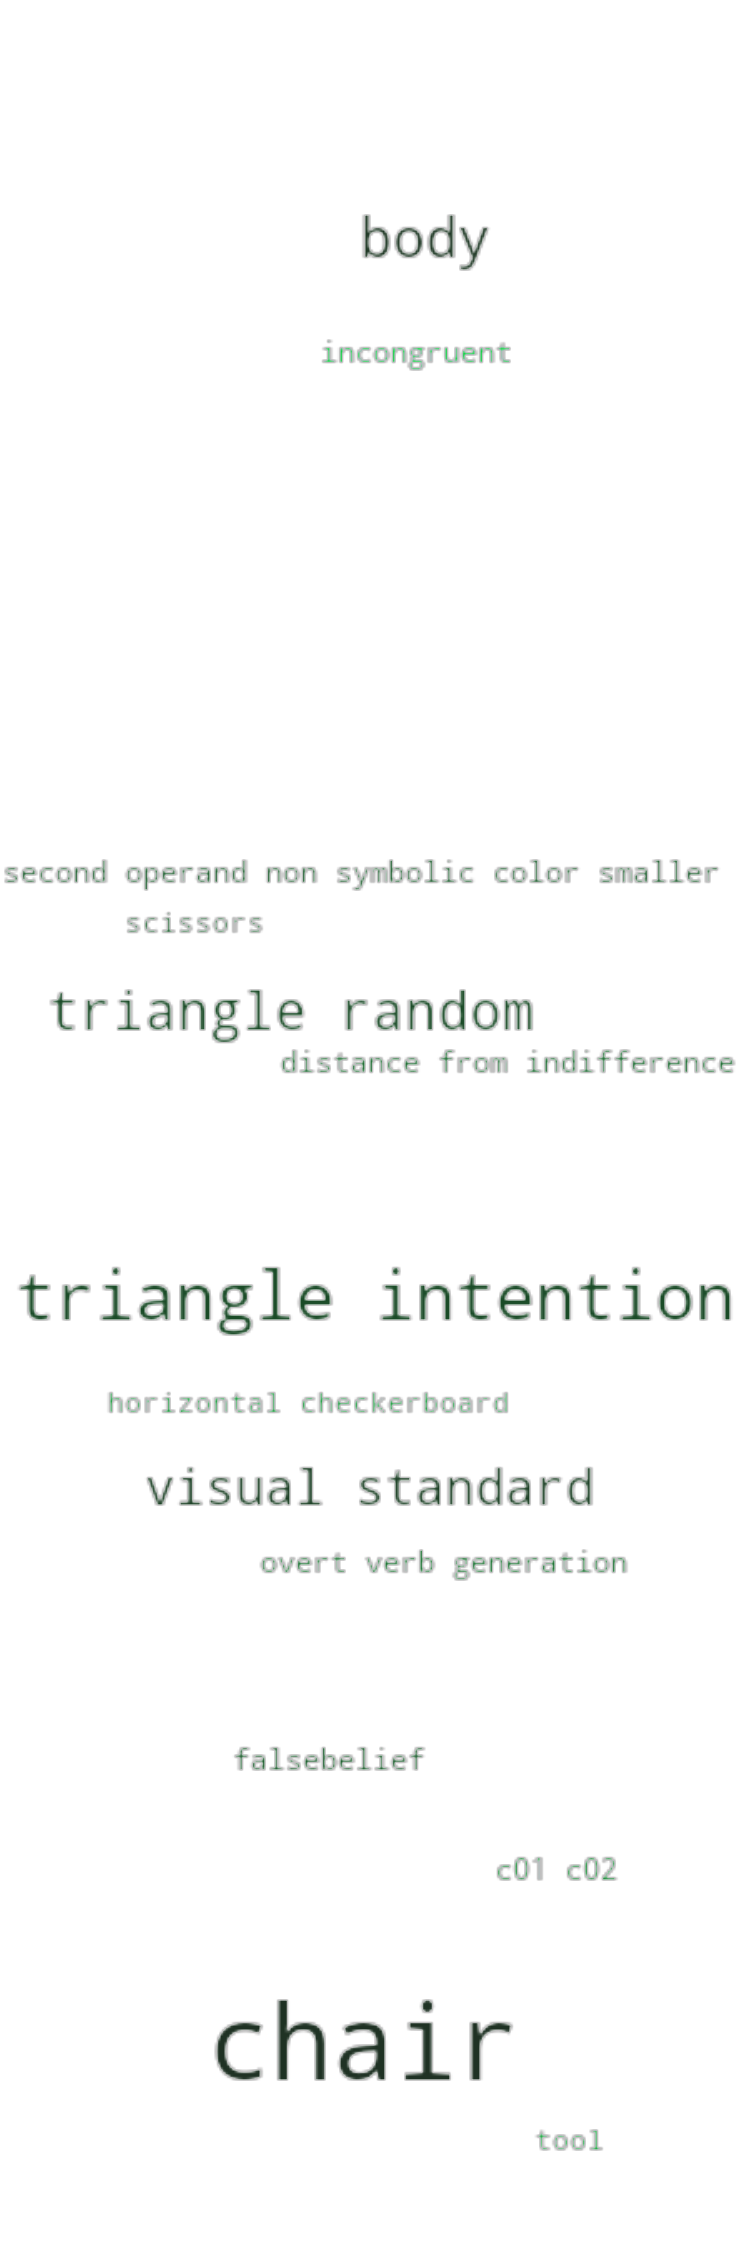 body
incongruent
second operand non symbolic color smaller
scissors
triangle random
distance from indifference
triangle intention
horizontal checkerboard
visual standard
overt verb generation
falsebelief
c01 c02
chair
tool